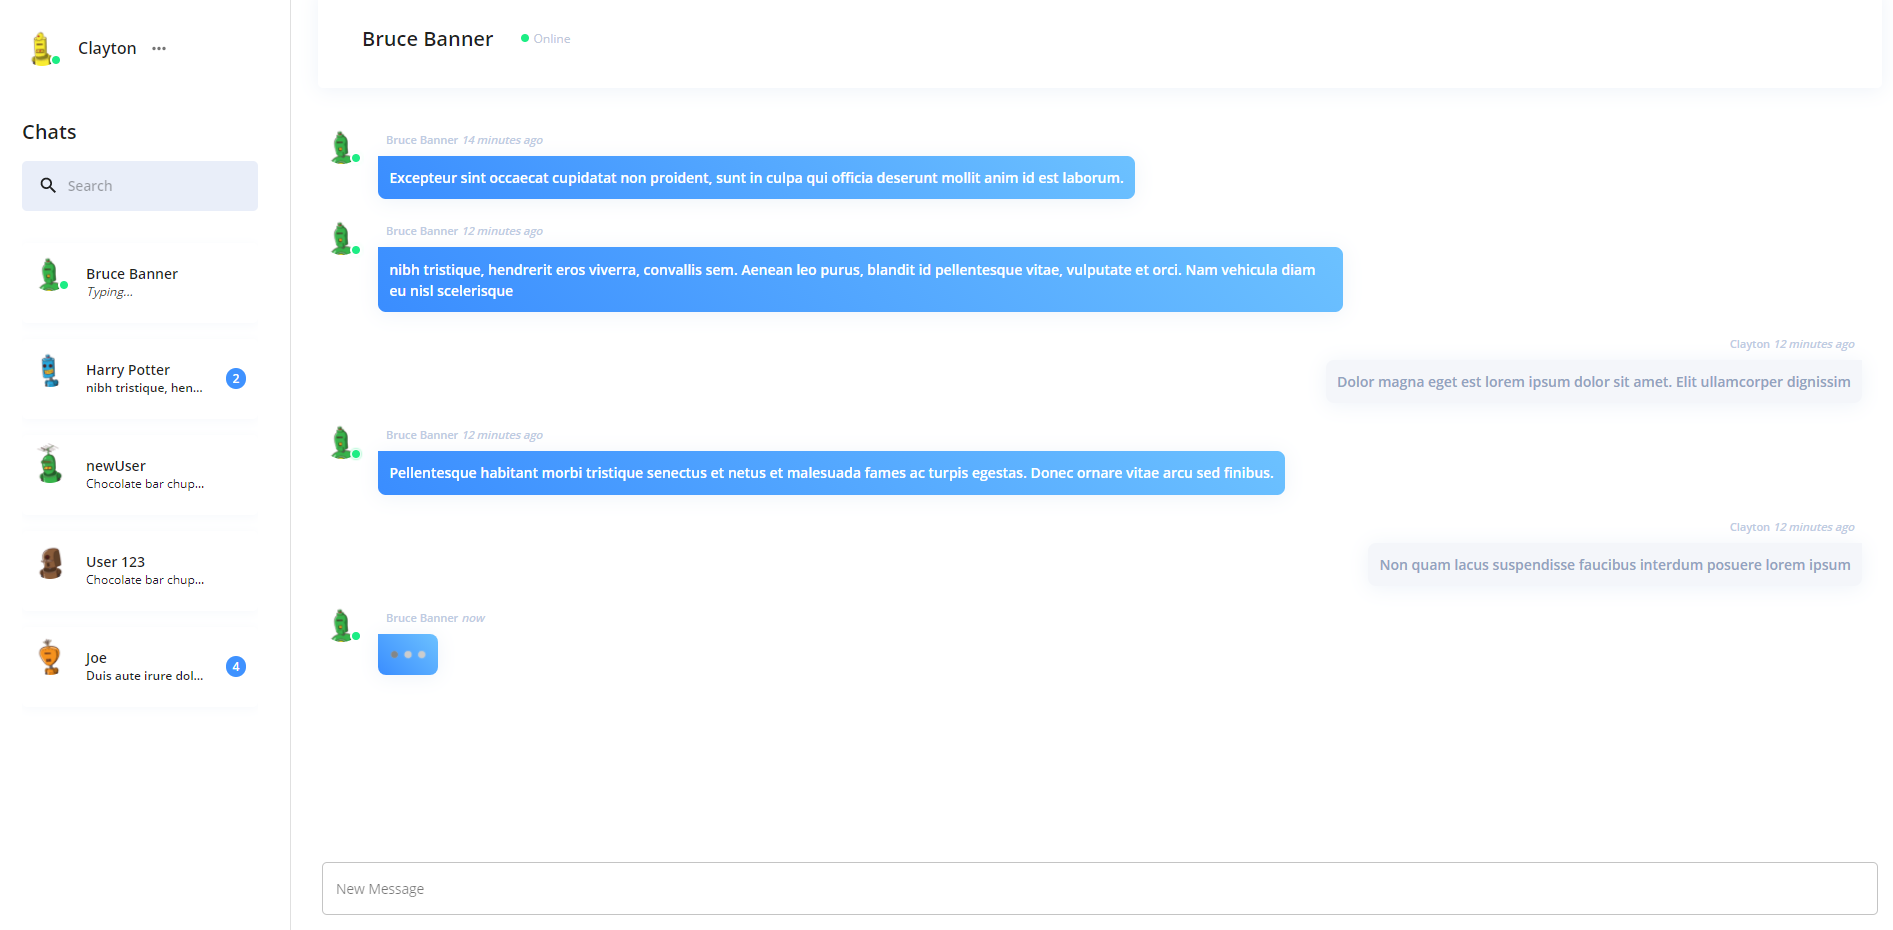 Clayton
Chats
Search
Bruce Banner
Typing...
Harry Potter
nibh tristique, hen...
2
newUser
Chocolate bar chup...
User 123
Chocolate bar chup...
Joe
Duis aute irure dol...
4
Bruce Banner
Online
Bruce Banner 14 minutes ago
Excepteur sint occaecat cupidatat non proident, sunt in culpa qui officia deserunt mollit anim id est laborum.
Bruce Banner 12 minutes ago
nibh tristique, hendrerit eros viverra, convallis sem. Aenean leo purus, blandit id pellentesque vitae, vulputate et orci. Nam vehicula diam
eu nisl scelerisque
Clayton 12 minutes ago
Dolor magna eget est lorem ipsum dolor sit amet. Elit ullamcorper dignissim
Bruce Banner 12 minutes ago
Pellentesque habitant morbi tristique senectus et netus et malesuada fames ac turpis egestas. Donec ornare vitae arcu sed finibus.
Clayton 12 minutes ago
Non quam lacus suspendisse faucibus interdum posuere lorem ipsum
Bruce Banner now
New Message